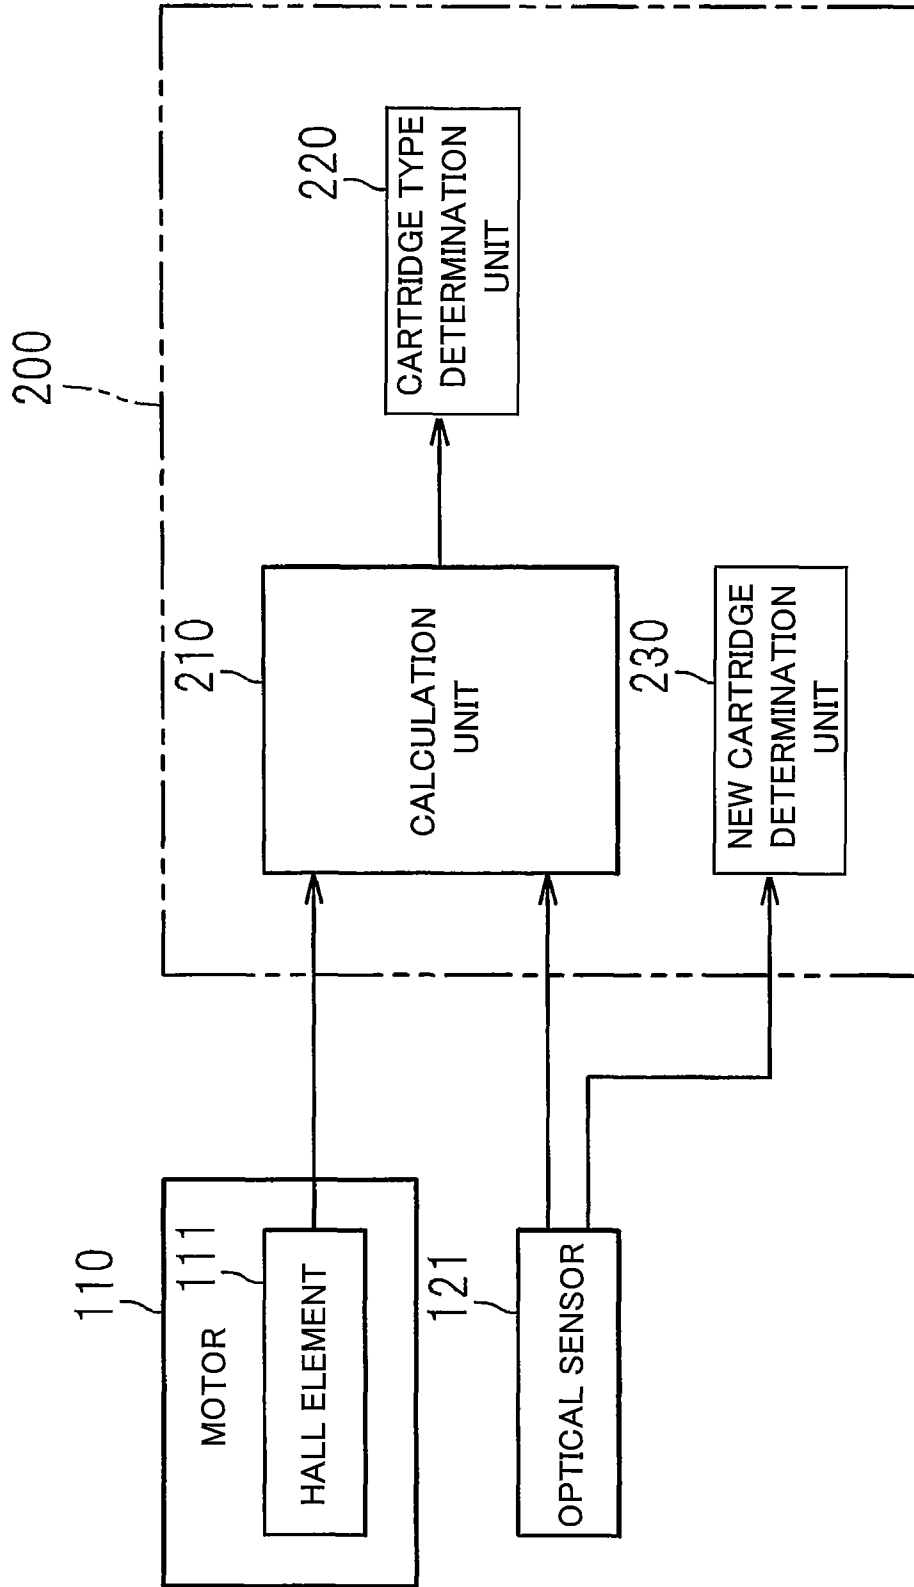 200
110
MOTOR
111
HALL ELEMENT
121
OPTICAL SENSOR
210
CALCULATION
UNIT
220
CARTRIDGE TYPE
DETERMINATION
UNIT
230
NEW CARTRIDGE
DETERMINATION
UNIT